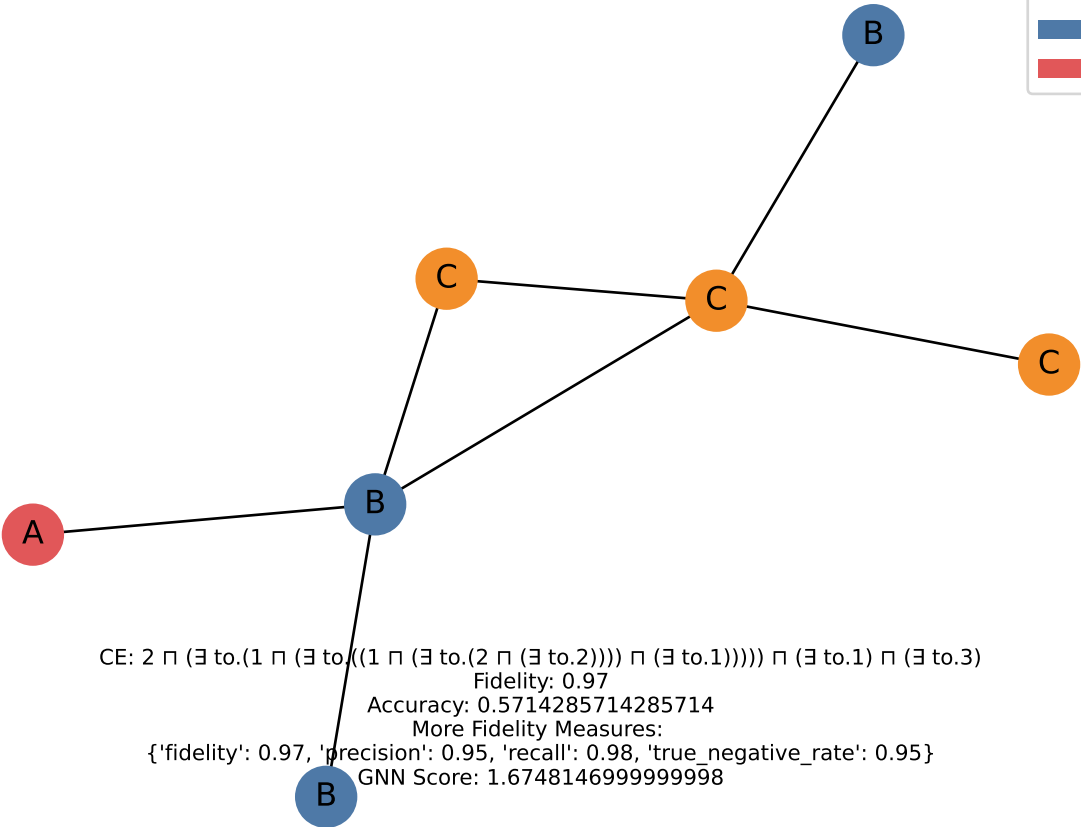 B
C
C
C
B
A
CE: 2 ⊓ (∃ to.(1 ⊓ (∃ to.((1 ⊓ (∃ to.(2 ⊓ (∃ to.2)))) ⊓ (∃ to.1))))) ⊓ (∃ to.1) ⊓ (∃ to.3)
Fidelity: 0.97
Accuracy: 0.5714285714285714
More Fidelity Measures:
{'fidelity': 0.97, 'precision': 0.95, 'recall': 0.98, 'true_negative_rate': 0.95}
GNN Score: 1.6748146999999998
B